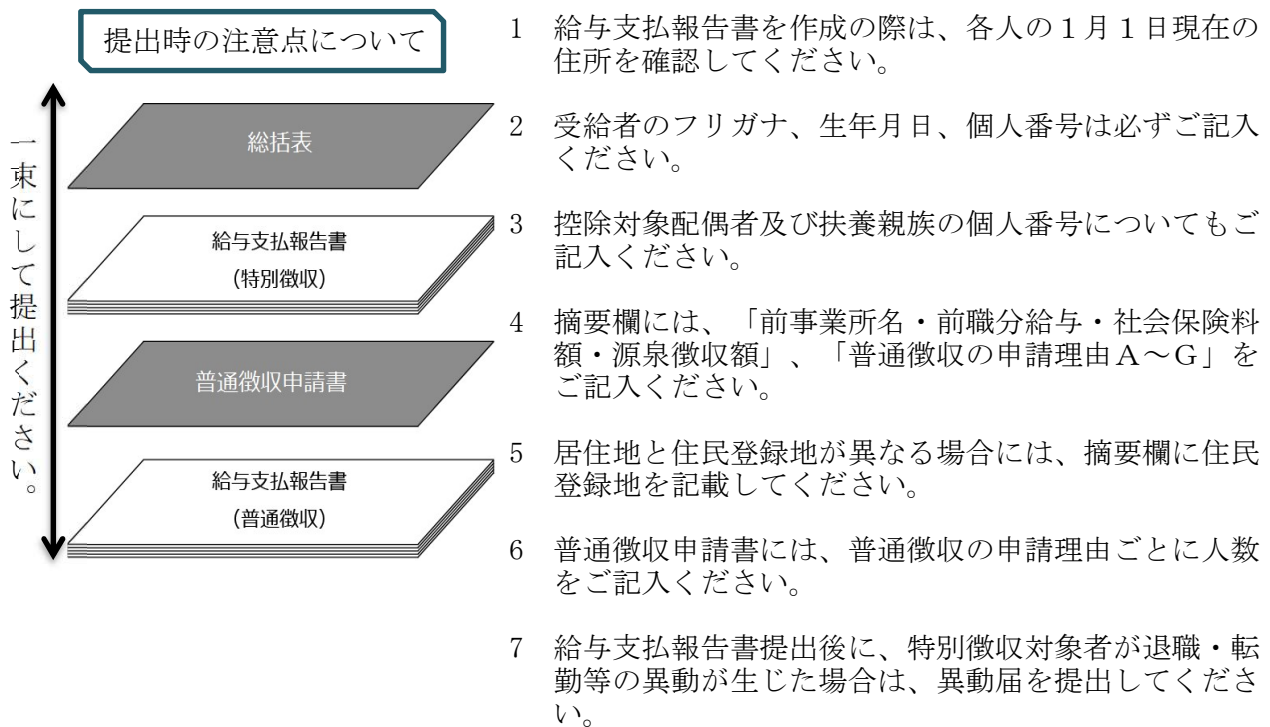 提出時の注意点について
一束にして提出ください。
総括表
給与支払報告書
（特別徴収）
普通徴収申請書
給与支払報告書
（普通徴収）
1　給与支払報告書を作成の際は、各人の１月１日現在の
住所を確認してください。
2　受給者のフリガナ、生年月日、個人番号は必ずご記入
ください。
3　控除対象配偶者及び扶養親族の個人番号についてもご
記入ください。
4　摘要欄には、「前事業所名・前職分給与・社会保険料
額・源泉徴収額」、「普通徴収の申請理由Ａ～Ｇ」を
ご記入ください。
5　居住地と住民登録地が異なる場合には、摘要欄に住民
登録地を記載してください。
6　普通徴収申請書には、普通徴収の申請理由ごとに人数
をご記入ください。
7　給与支払報告書提出後に、特別徴収対象者が退職・転
勤等の異動が生じた場合は、異動届を提出してくださ
い。